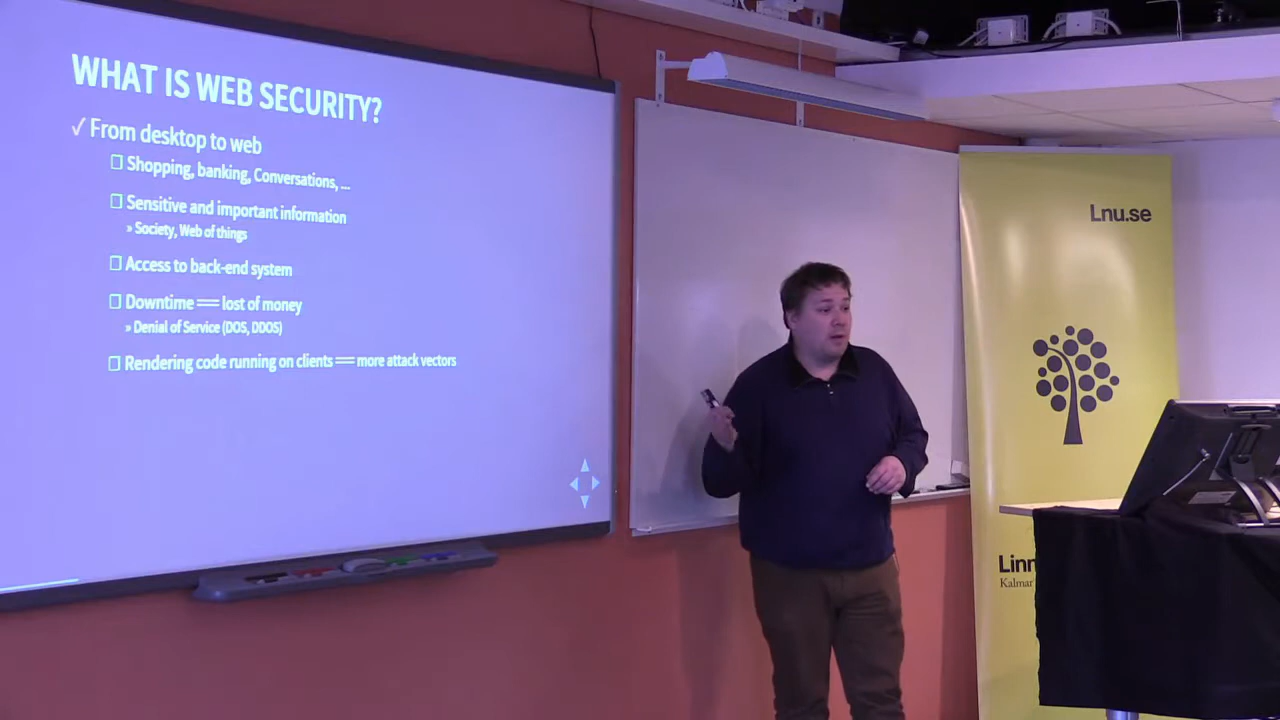 WHAT IS WEB SECURITY?
✓ From desktop to web
Shopping, banking, Conversations, ...
Sensitive and important information
» Society, Web of things
Access to back-end system
Downtime === lost of money
» Denial of Service (DOS, DDOS)
Rendering code running on clients === more attack vectors
Lnu.se
Linn
Kalmar